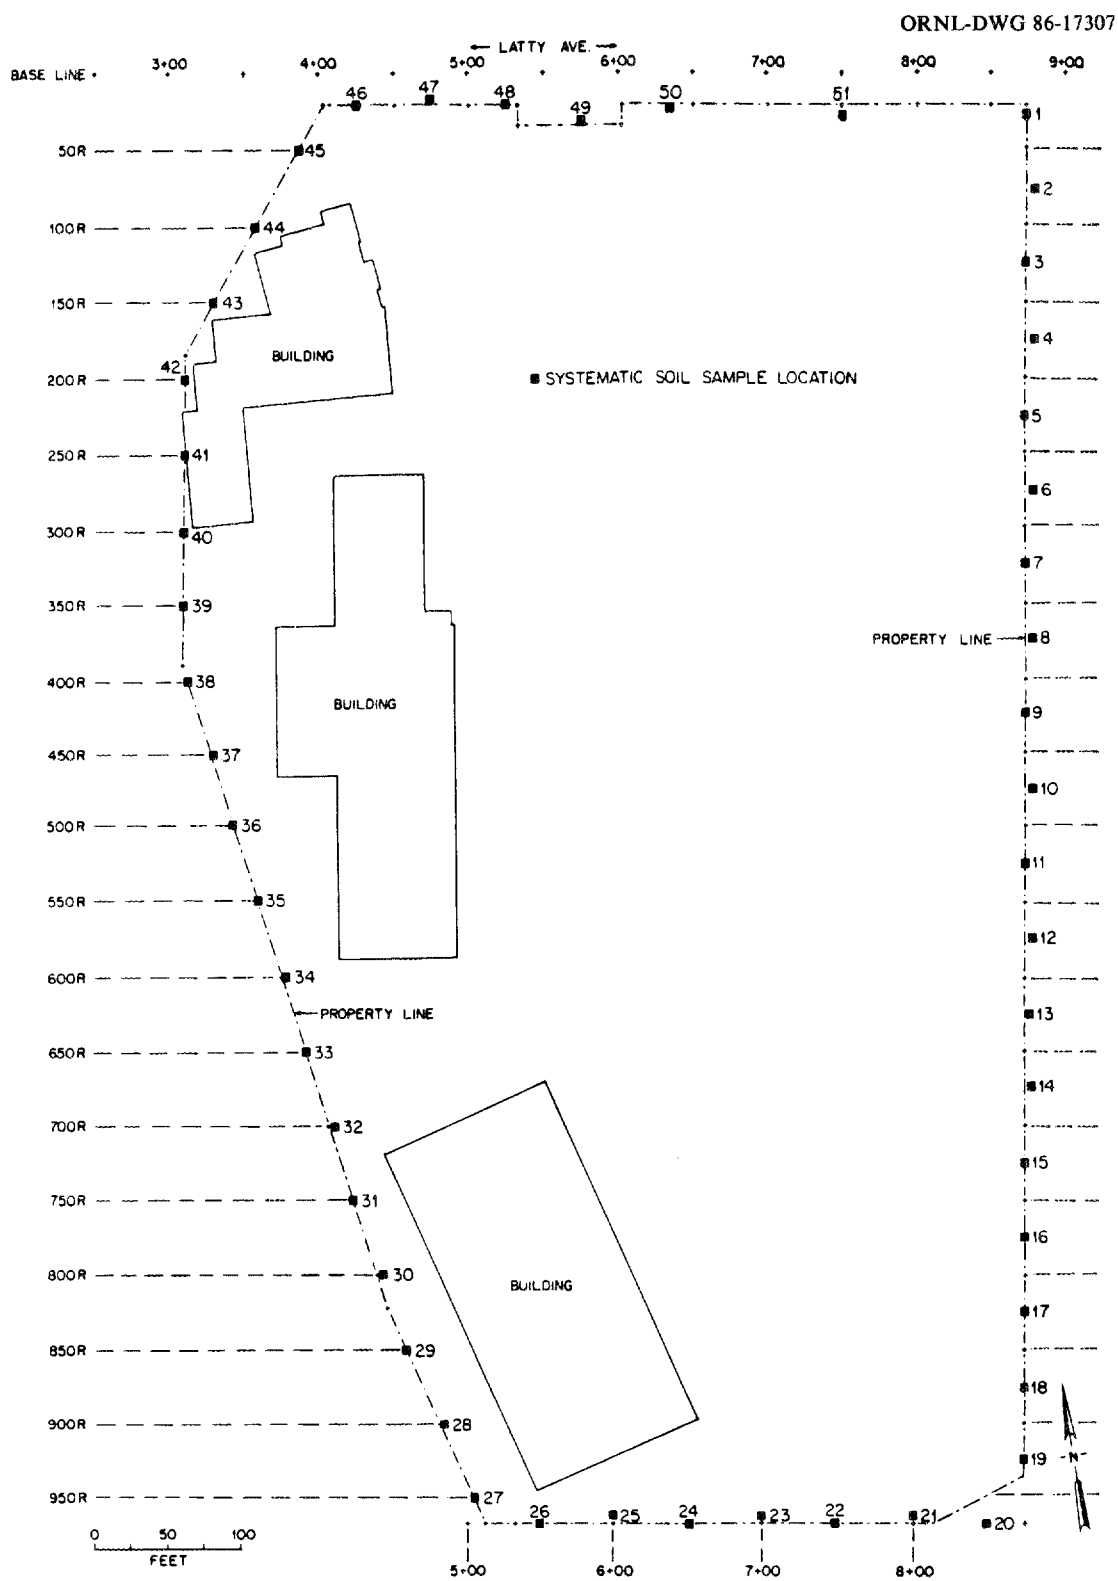 ORNL-DWG 86-17307
LATTY AVE.
BASE LINE 3+00 4+00 5+00 6+00 7+00 8+00 9+00
46 47 48 49 50 51 1
50R 45
2
100R 44
3
150R 43
4
42 BUILDING
200R SYSTEMATIC SOIL SAMPLE LOCATION
5
250R 41
6
300R 40
7
350R 39
PROPERTY LINE 8
400R 38
BUILDING 9
450R 37
10
500R 36
11
550R 35
12
600R 34
PROPERTY LINE 13
650R 33
14
700R 32
15
750R 31
16
800R 30
BUILDING
17
850R 29
18
900R 28
19
N
950R 27
26 25 24 23 22 21 20
0 50 100
FEET
5+00 6+00 7+00 8+00